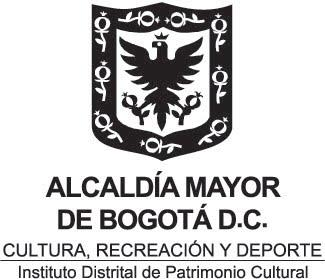 ALCALDÍA MAYOR
DE BOGOTÁ D.C.
CULTURA, RECREACIÓN Y DEPORTE
Instituto Distrital de Patrimonio Cultural